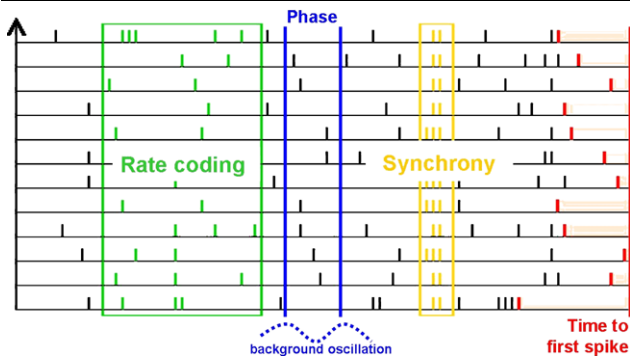 Phase
Rate coding
Synchrony
Time to
first spike
background oscillation